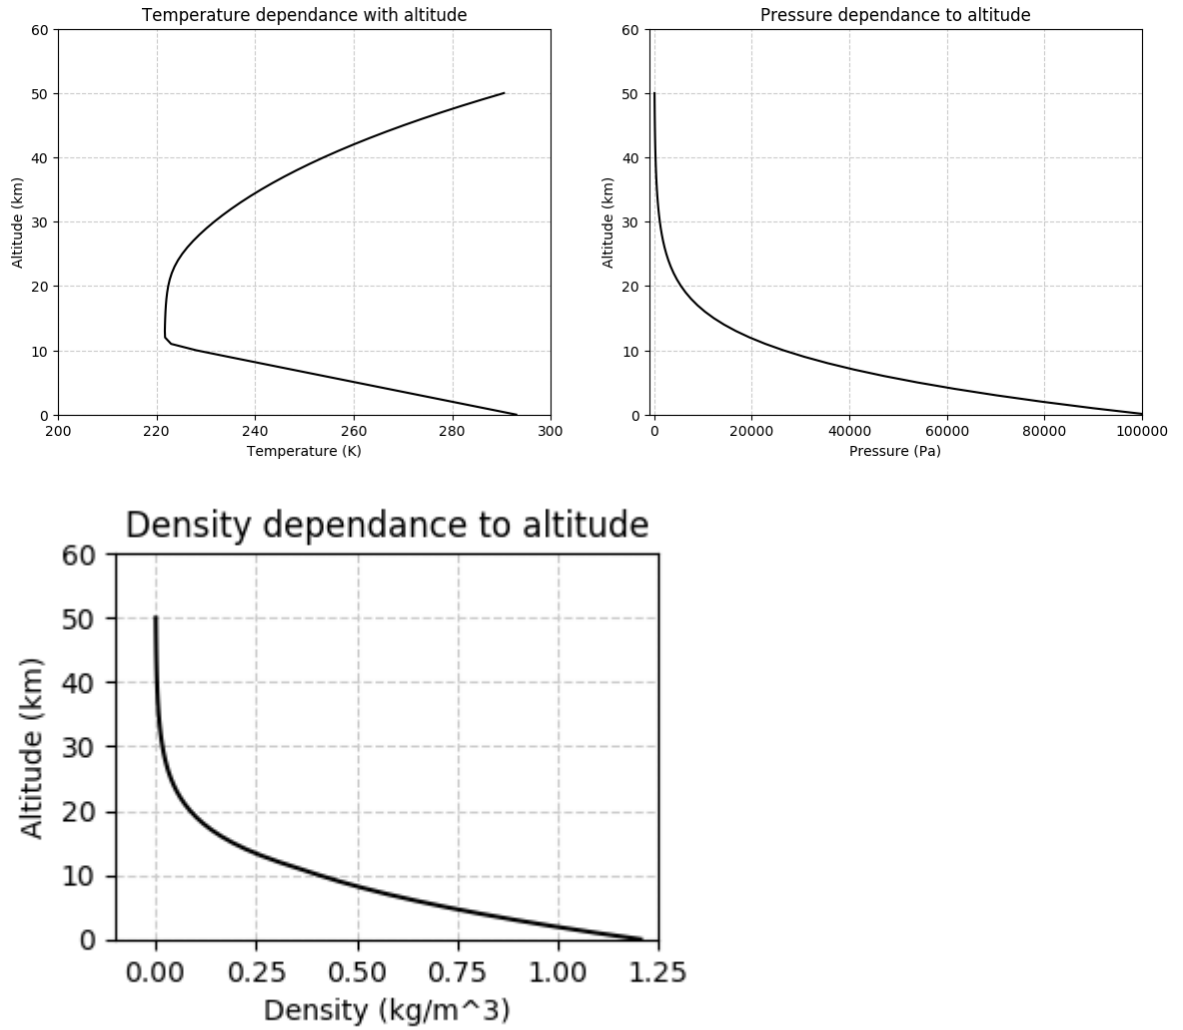 Temperature dependance with altitude
60
50
40
30
20
10
0
Altitude (km)
200 220 240 260 280 300
Temperature (K)
Pressure dependance to altitude
60
50
40
30
20
10
0
Altitude (km)
0 20000 40000 60000 80000 100000
Pressure (Pa)
Density dependance to altitude
60
50
40
30
20
10
0
Altitude (km)
0.00 0.25 0.50 0.75 1.00 1.25
Density (kg/m^3)